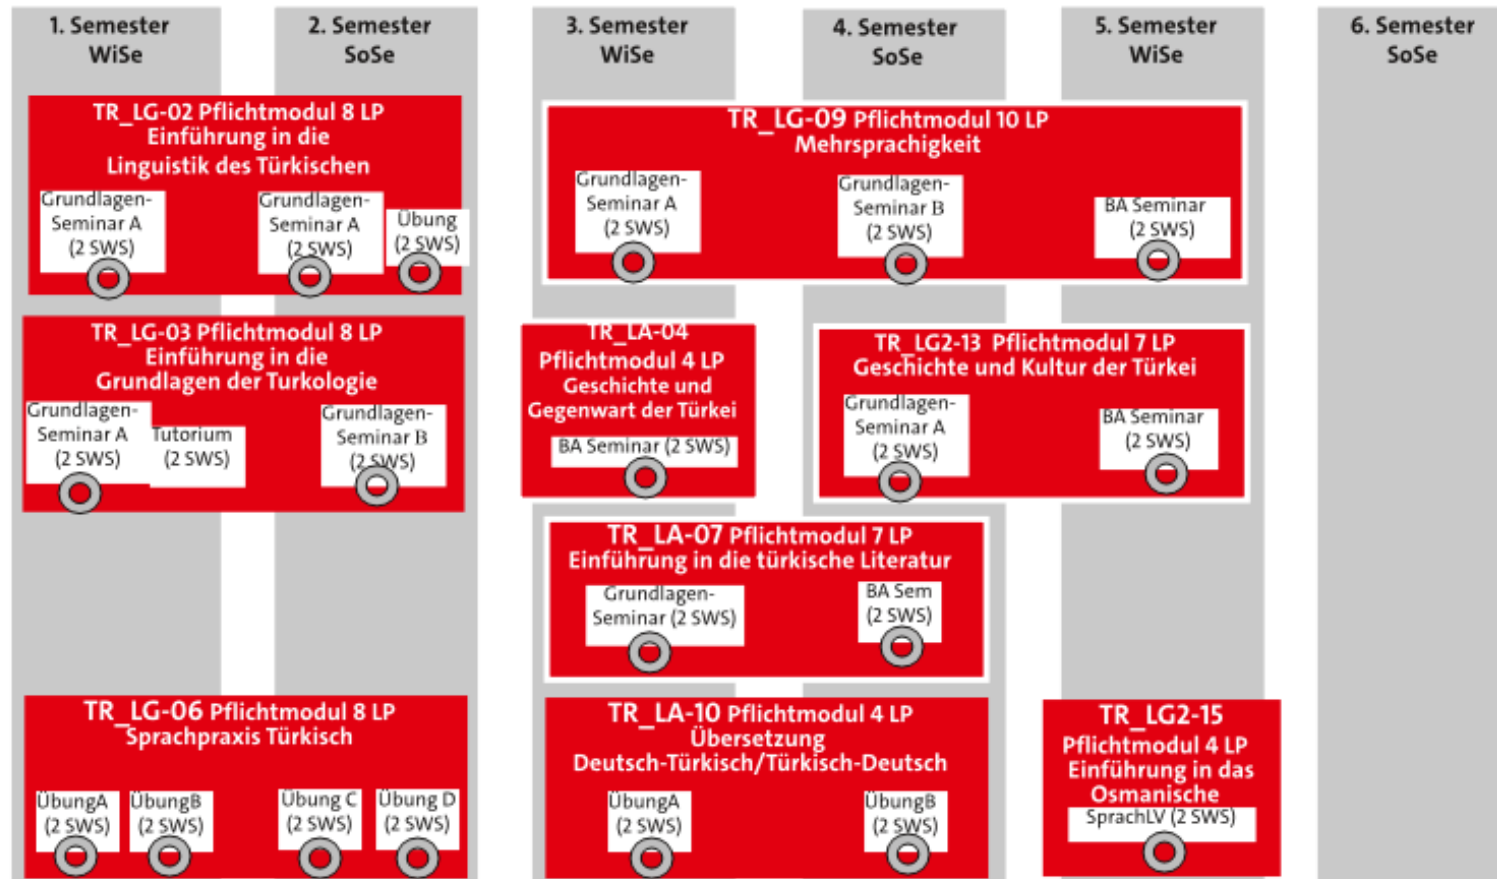 1. Semester
WiSe
2. Semester
SoSe
3. Semester
WiSe
4. Semester
SoSe
5. Semester
WiSe
6. Semester
SoSe
TR_LG-02 Pflichtmodul 8 LP
Einführung in die
Linguistik des Türkischen
Grundlagen-
Seminar A
(2 SWS)
Grundlagen-
Seminar A
(2 SWS)
Übung
(2 SWS)
TR_LG-09 Pflichtmodul 10 LP
Mehrsprachigkeit
Grundlagen-
Seminar A
(2 SWS)
Grundlagen-
Seminar B
(2 SWS)
BA Seminar
(2 SWS)
TR_LG-03 Pflichtmodul 8 LP
Einführung in die
Grundlagen der Turkologie
Grundlagen-
Seminar A
(2 SWS)
Tutorium
(2 SWS)
Grundlagen-
Seminar B
(2 SWS)
TR_LA-04
Pflichtmodul 4 LP
Geschichte und
Gegenwart der Türkei
BA Seminar (2 SWS)
TR_LG2-13 Pflichtmodul 7 LP
Geschichte und Kultur der Türkei
Grundlagen-
Seminar A
(2 SWS)
BA Seminar
(2 SWS)
TR_LA-07 Pflichtmodul 7 LP
Einführung in die türkische Literatur
Grundlagen-
Seminar (2 SWS)
BA Sem
(2 SWS)
TR_LG-06 Pflichtmodul 8 LP
Sprachpraxis Türkisch
ÜbungA
(2 SWS)
ÜbungB
(2 SWS)
Übung C
(2 SWS)
Übung D
(2 SWS)
TR_LA-10 Pflichtmodul 4 LP
Übersetzung
Deutsch-Türkisch/Türkisch-Deutsch
ÜbungA
(2 SWS)
ÜbungB
(2 SWS)
TR_LG2-15
Pflichtmodul 4 LP
Einführung in das
Osmanische
SprachLV (2 SWS)